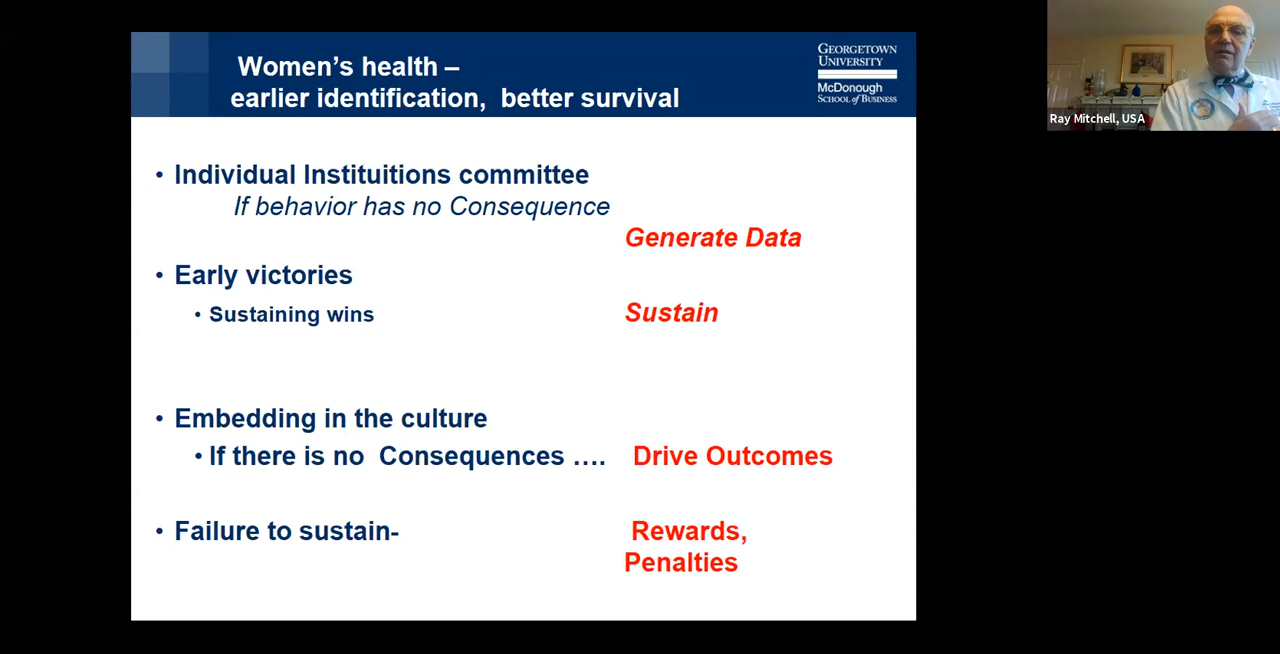 Women's health –
earlier identification, better survival
GEORGETOWN
UNIVERSITY
McDonough
SCHOOL OF BUSINESS
Ray Mitchell, USA
• Individual Instituitions committee
If behavior has no Consequence
Generate Data
• Early victories
• Sustaining wins
Sustain
• Embedding in the culture
• If there is no Consequences ....
Drive Outcomes
• Failure to sustain-
Rewards,
Penalties